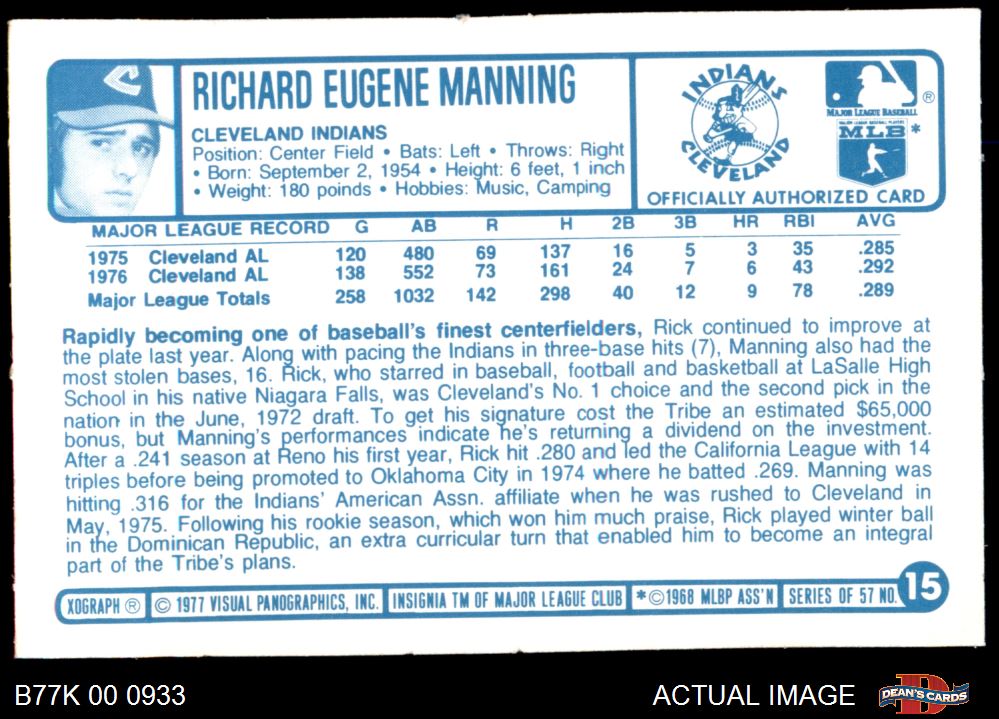 C
RICHARD EUGENE MANNING
CLEVELAND INDIANS
Position: Center Field • Bats: Left • Throws: Right
• Born: September 2, 1954 • Height: 6 feet, 1 inch
• Weight: 180 poinds • Hobbies: Music, Camping
INDIANS
CLEVELAND
MAJOR LEAGUE BASEBALL ®
MLB *
OFFICIALLY AUTHORIZED CARD
MAJOR LEAGUE RECORD G AB R H 2B 3B HR RBI AVG
1975 Cleveland AL 120 480 69 137 16 5 3 35 .285
1976 Cleveland AL 138 552 73 161 24 7 6 43 .292
Major League Totals 258 1032 142 298 40 12 9 78 .289
Rapidly becoming one of baseball's finest centerfielders, Rick continued to improve at
the plate last year. Along with pacing the Indians in three-base hits (7), Manning also had the
most stolen bases, 16. Rick, who starred in baseball, football and basketball at LaSalle High
School in his native Niagara Falls, was Cleveland's No. 1 choice and the second pick in the
nation in the June, 1972 draft. To get his signature cost the Tribe an estimated $65,000
bonus, but Manning's performances indicate he's returning a dividend on the investment.
After a .241 season at Reno his first year, Rick hit .280 and led the California League with 14
triples before being promoted to Oklahoma City in 1974 where he batted .269. Manning was
hitting .316 for the Indians' American Assn. affiliate when he was rushed to Cleveland in
May, 1975. Following his rookie season, which won him much praise, Rick played winter ball
in the Dominican Republic, an extra curricular turn that enabled him to become an integral
part of the Tribe's plans.
XOGRAPH ® © 1977 VISUAL PANOGRAPHICS, INC. INSIGNIA TM OF MAJOR LEAGUE CLUB *©1968 MLBP ASS'N SERIES OF 57 NO. 15
B77K 00 0933 ACTUAL IMAGE D DEAN'S CARDS